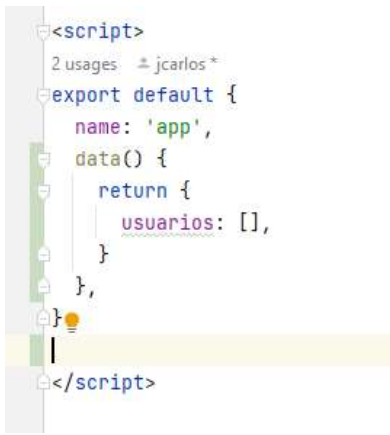 <script>
2 usages jcarlos *
export default {
  name: 'app',
  data() {
    return {
      usuarios: [],
    }
  },
}
</script>